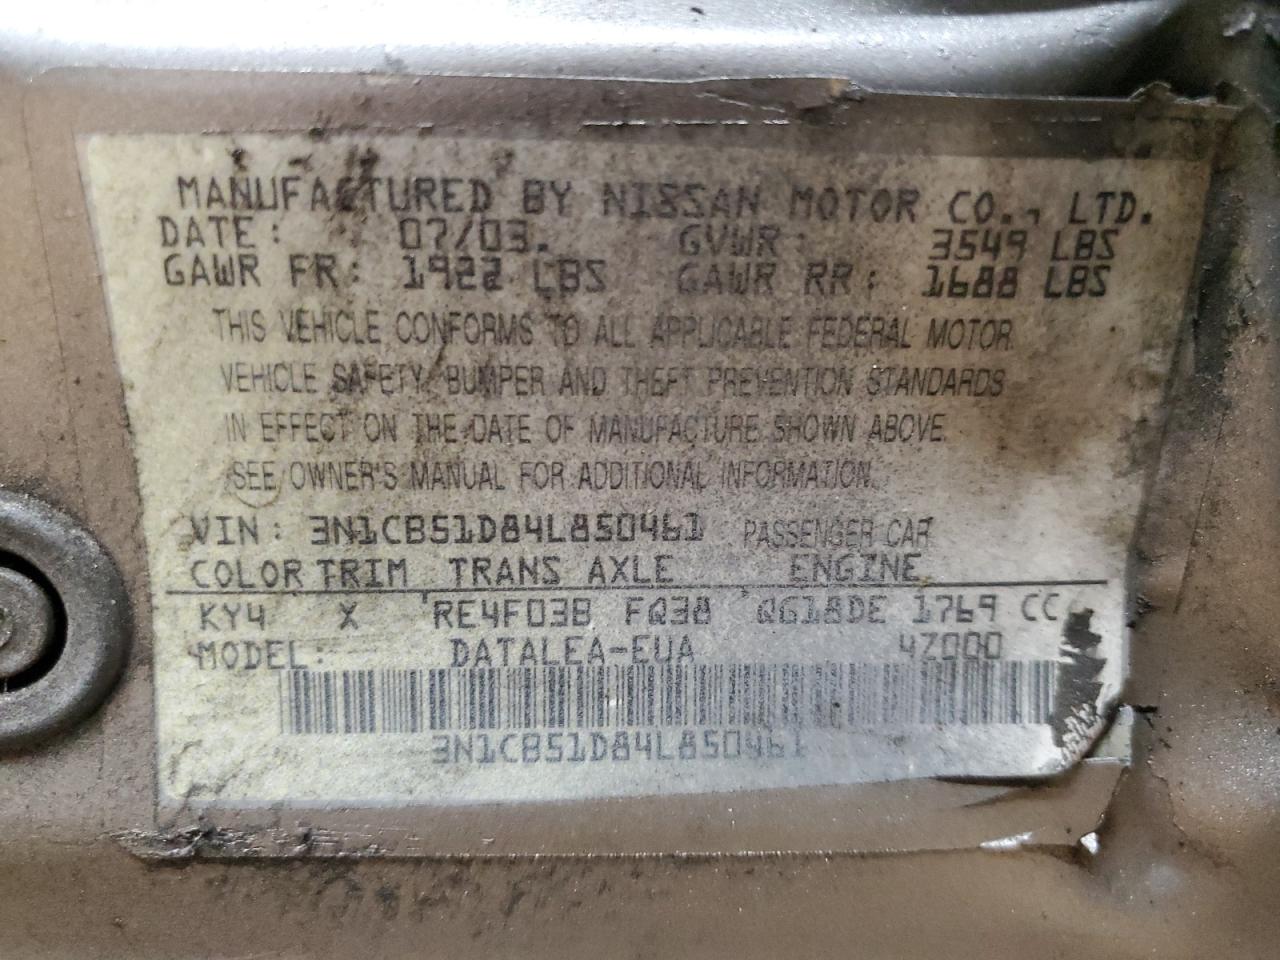 MANUFACTURED BY NISSAN MOTOR CO., LTD.
DATE: 07/03. GVWR: 3549 LBS
GAWR FR: 1922 LBS GAWR RR: 1688 LBS
THIS VEHICLE CONFORMS TO ALL APPLICABLE FEDERAL MOTOR
VEHICLE SAFETY, BUMPER AND THEFT PREVENTION STANDARDS
IN EFFECT ON THE DATE OF MANUFACTURE SHOWN ABOVE.
SEE OWNER'S MANUAL FOR ADDITIONAL INFORMATION.
VIN: 3N1CB51D84L850461 PASSENGER CAR
COLOR TRIM TRANS AXLE ENGINE
KY4 X RE4F03B FQ38 QG18DE 1769 CC
MODEL: DATALEA-EUA 4Z000
3N1CB51D84L850461